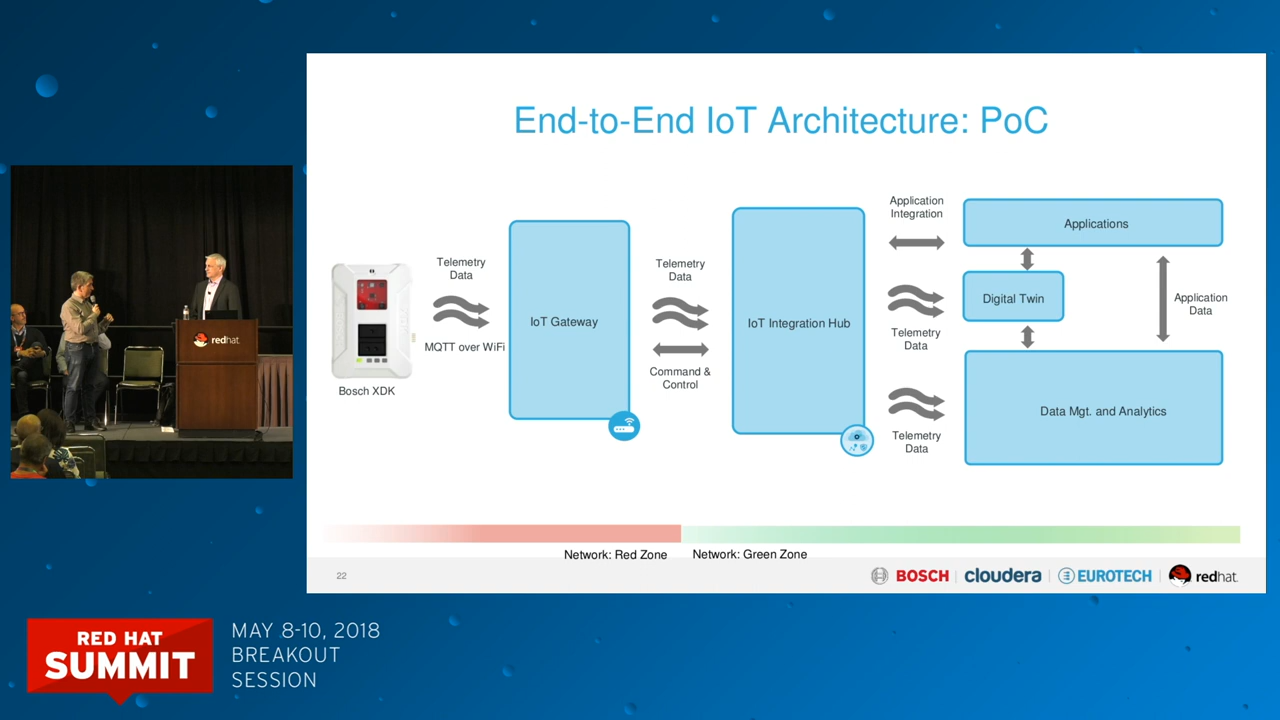 End-to-End IoT Architecture: PoC
Bosch XDK
Telemetry
Data
MQTT over WiFi
IoT Gateway
Telemetry
Data
Command &
Control
IoT Integration Hub
Application
Integration
Telemetry
Data
Telemetry
Data
Applications
Digital Twin
Application
Data
Data Mgt. and Analytics
Network: Red Zone
Network: Green Zone
22
BOSCH
cloudera
EUROTECH
redhat.
redhat.
RED HAT
SUMMIT
MAY 8-10, 2018
BREAKOUT
SESSION